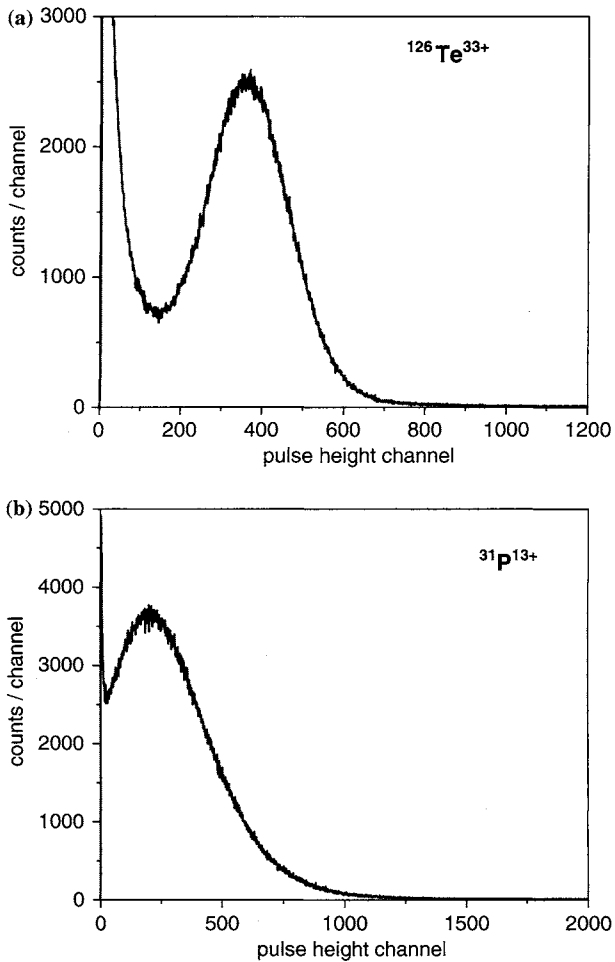 (a)
3000
2000
1000
0
counts / channel
¹²⁶Te³³⁺
0 200 400 600 800 1000 1200
pulse height channel
(b)
5000
4000
3000
2000
1000
0
counts / channel
³¹P¹³⁺
0 500 1000 1500 2000
pulse height channel